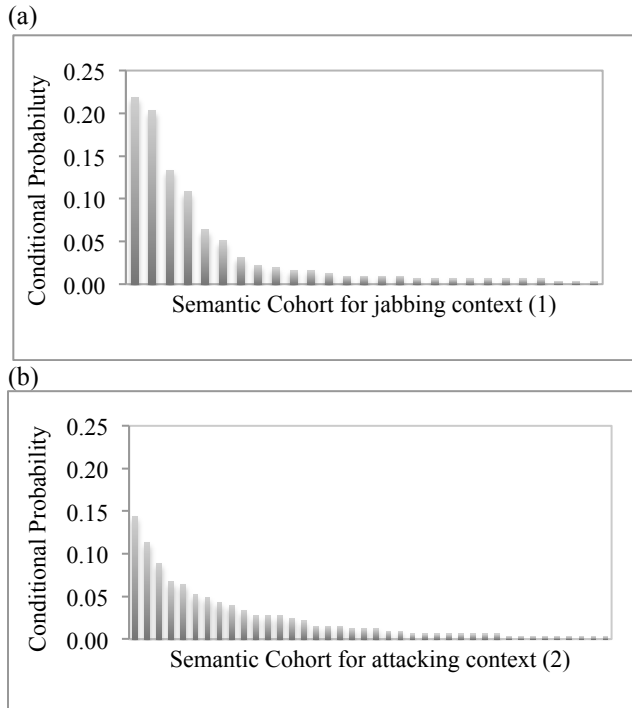 (a)
Conditional Probabiluty
0.25
0.20
0.15
0.10
0.05
0.00
Semantic Cohort for jabbing context (1)
(b)
Conditional Probability
0.25
0.20
0.15
0.10
0.05
0.00
Semantic Cohort for attacking context (2)